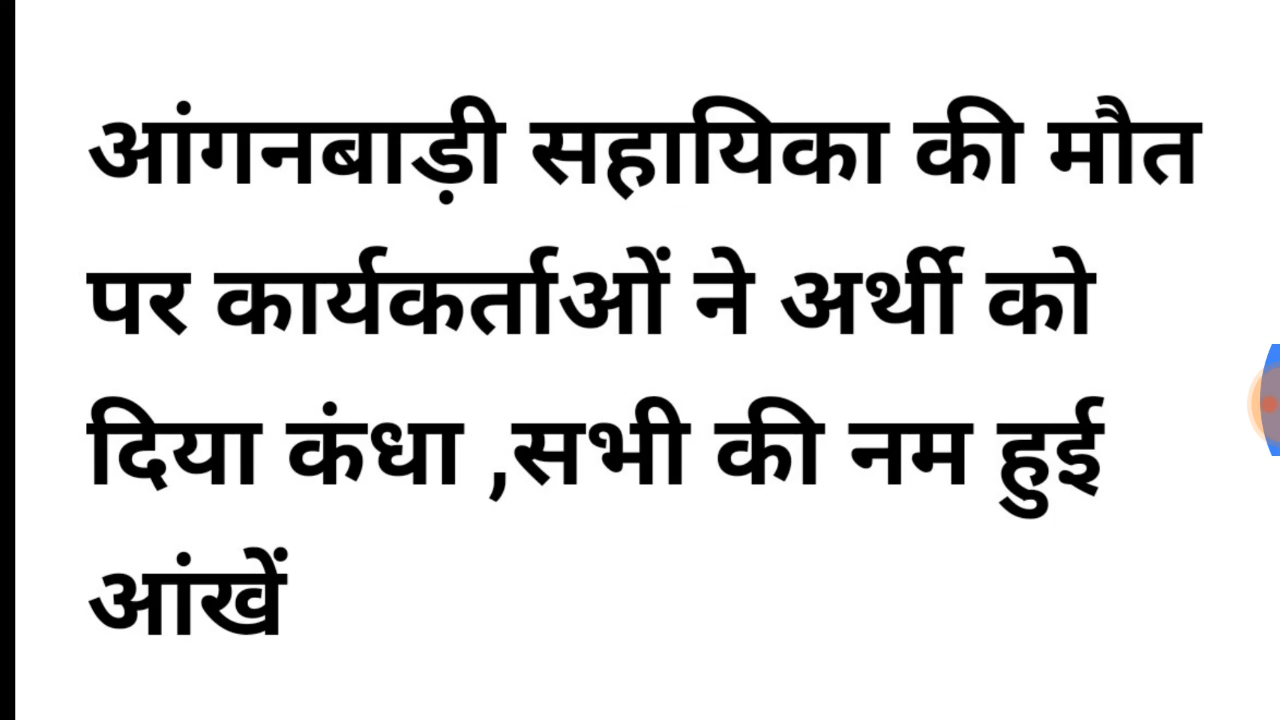 आंगनबाड़ी सहायिका की मौत
पर कार्यकर्ताओं ने अर्थी को
दिया कंधा ,सभी की नम हुई
आंखें